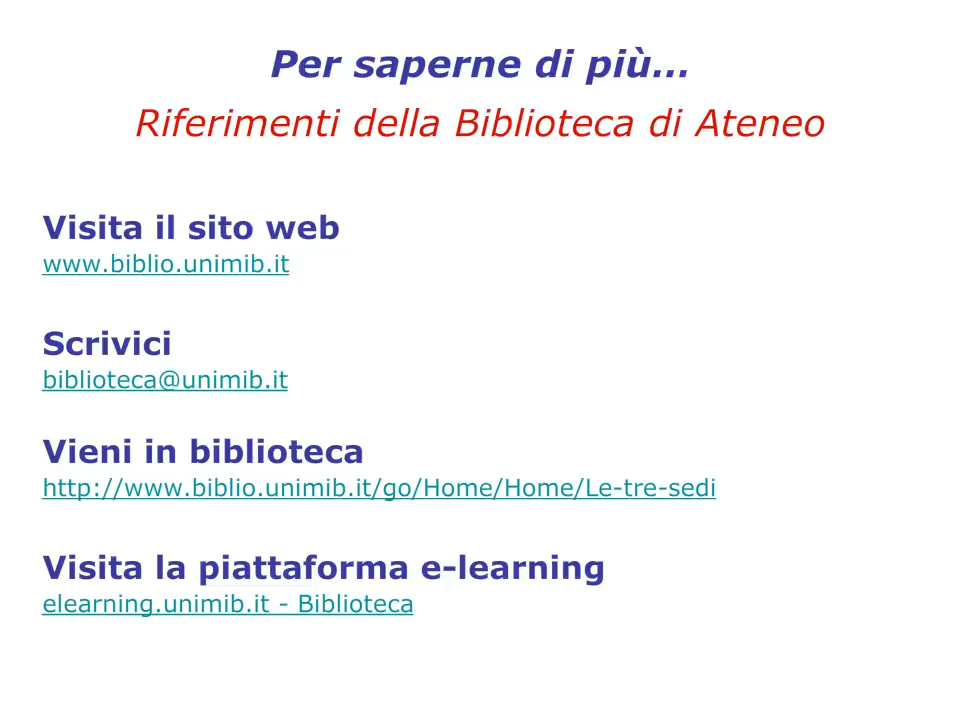 Per saperne di più…
Riferimenti della Biblioteca di Ateneo
Visita il sito web
www.biblio.unimib.it
Scrivici
biblioteca@unimib.it
Vieni in biblioteca
http://www.biblio.unimib.it/go/Home/Home/Le-tre-sedi
Visita la piattaforma e-learning
elearning.unimib.it - Biblioteca